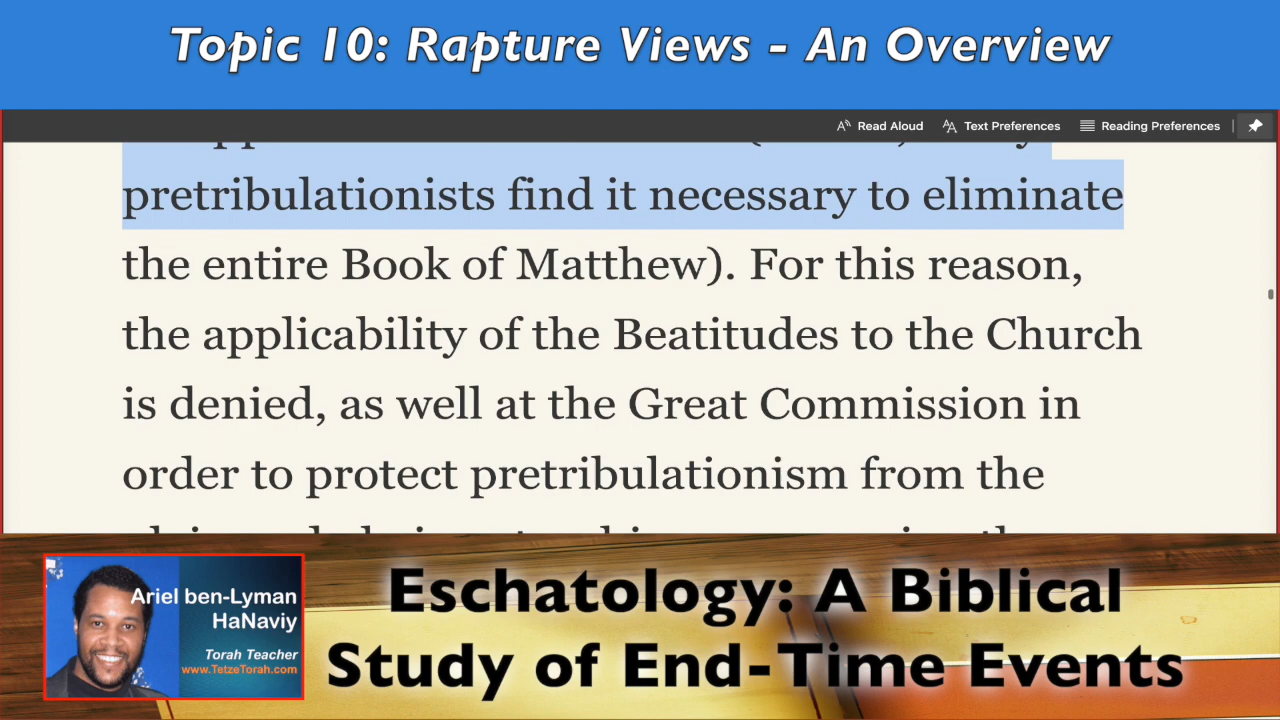 Topic 10: Rapture Views - An Overview
Read Aloud Text Preferences Reading Preferences
pretribulationists find it necessary to eliminate
the entire Book of Matthew). For this reason,
the applicability of the Beatitudes to the Church
is denied, as well at the Great Commission in
order to protect pretribulationism from the
Ariel ben-Lyman
HaNaviy
Torah Teacher
www.TetzeTorah.com
Eschatology: A Biblical
Study of End-Time Events